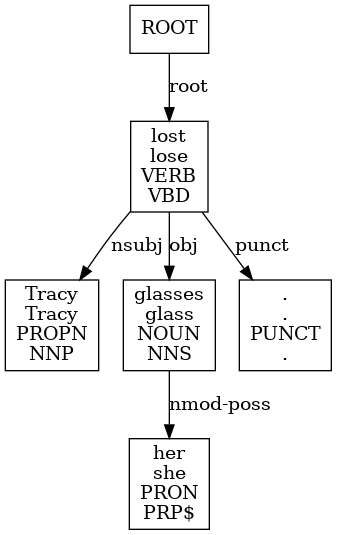 ROOT
root
lost
lose
VERB
VBD
nsubj obj punct
Tracy
Tracy
PROPN
NNP
glasses
glass
NOUN
NNS
.
.
PUNCT
.
nmod-poss
her
she
PRON
PRP$